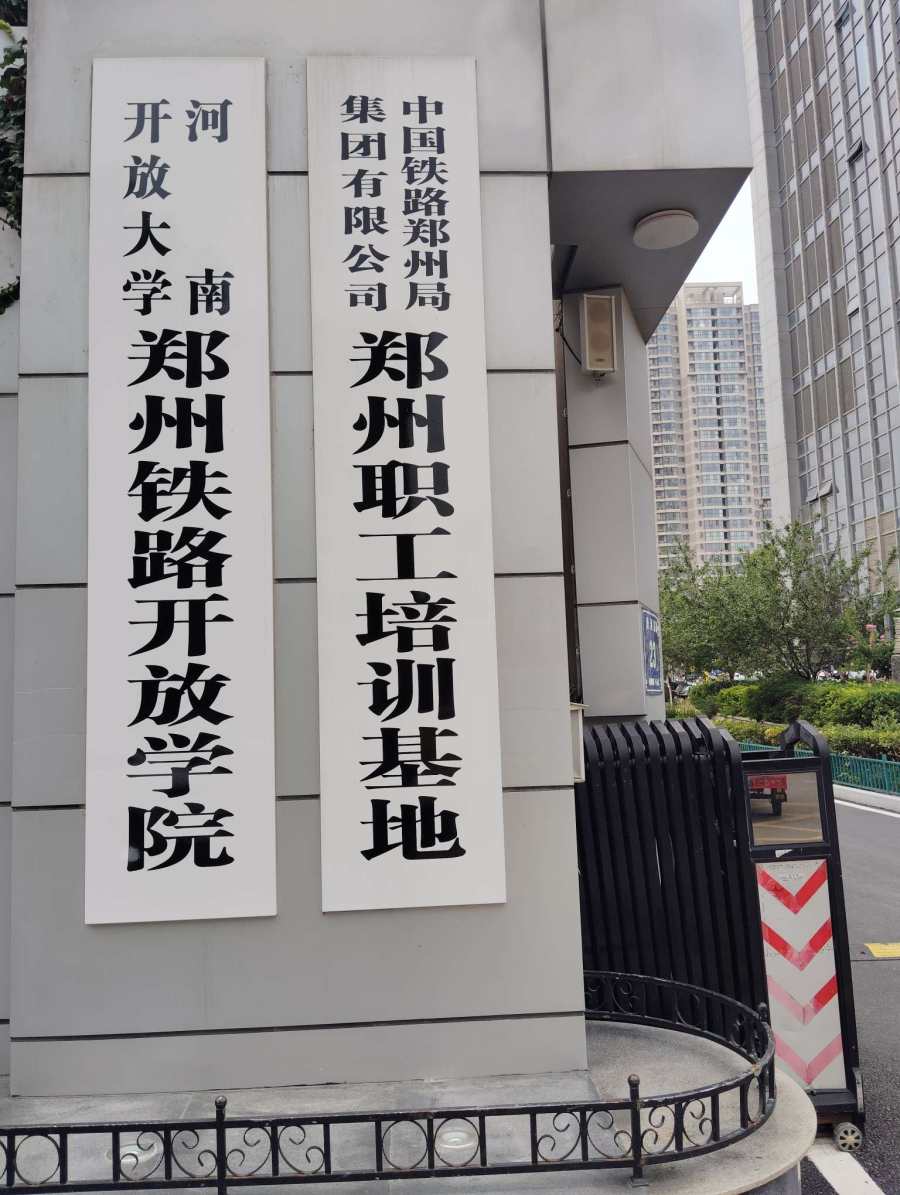 河南
开放大学
郑州铁路开放学院
中国铁路郑州局
集团有限公司
郑州职工培训基地
23